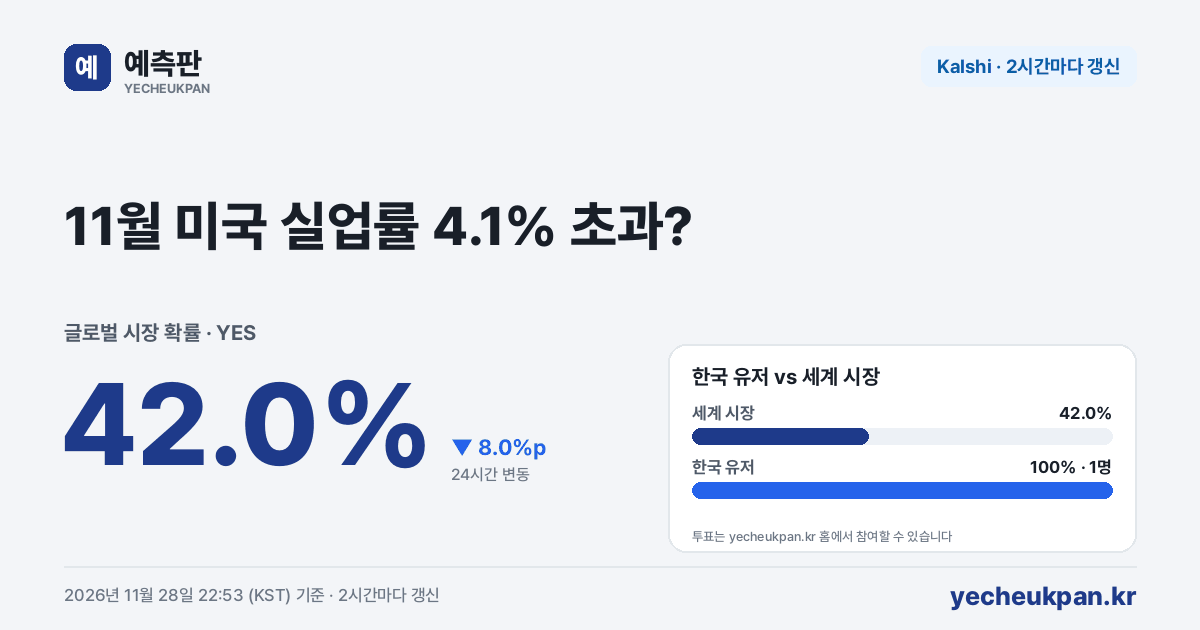 예
예측판
YECHEUKPAN
Kalshi · 2시간마다 갱신
11월 미국 실업률 4.1% 초과?
글로벌 시장 확률 · YES
42.0%
▼ 8.0%p
24시간 변동
한국 유저 vs 세계 시장
세계 시장 42.0%
한국 유저 100% · 1명
투표는 yecheukpan.kr 홈에서 참여할 수 있습니다
2026년 11월 28일 22:53 (KST) 기준 · 2시간마다 갱신
yecheukpan.kr